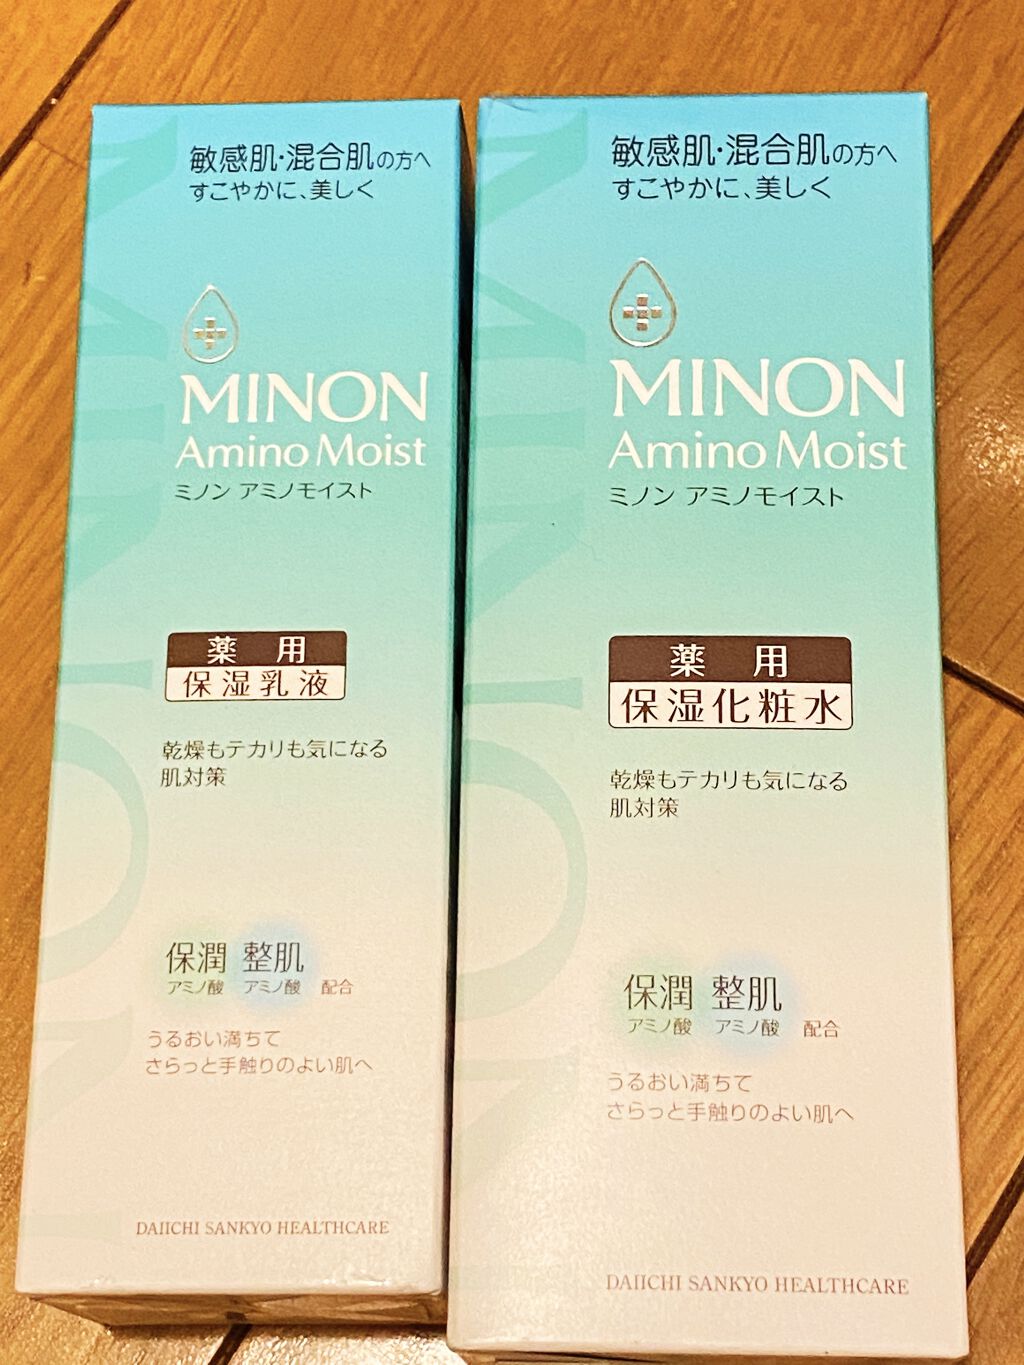 敏感肌・混合肌の方へ
すこやかに、美しく
MINON
Amino Moist
ミノン アミノモイスト
薬用
保湿乳液
乾燥もテカリも気になる
肌対策
保潤 整肌
アミノ酸 アミノ酸 配合
うるおい満ちて
さらっと手触りのよい肌へ
DAIICHI SANKYO HEALTHCARE
MINON
敏感肌・混合肌の方へ
すこやかに、美しく
MINON
Amino Moist
ミノン アミノモイスト
薬用
保湿化粧水
乾燥もテカリも気になる
肌対策
保潤 整肌
アミノ酸 アミノ酸 配合
うるおい満ちて
さらっと手触りのよい肌へ
DAIICHI SANKYO HEALTHCARE
MINON